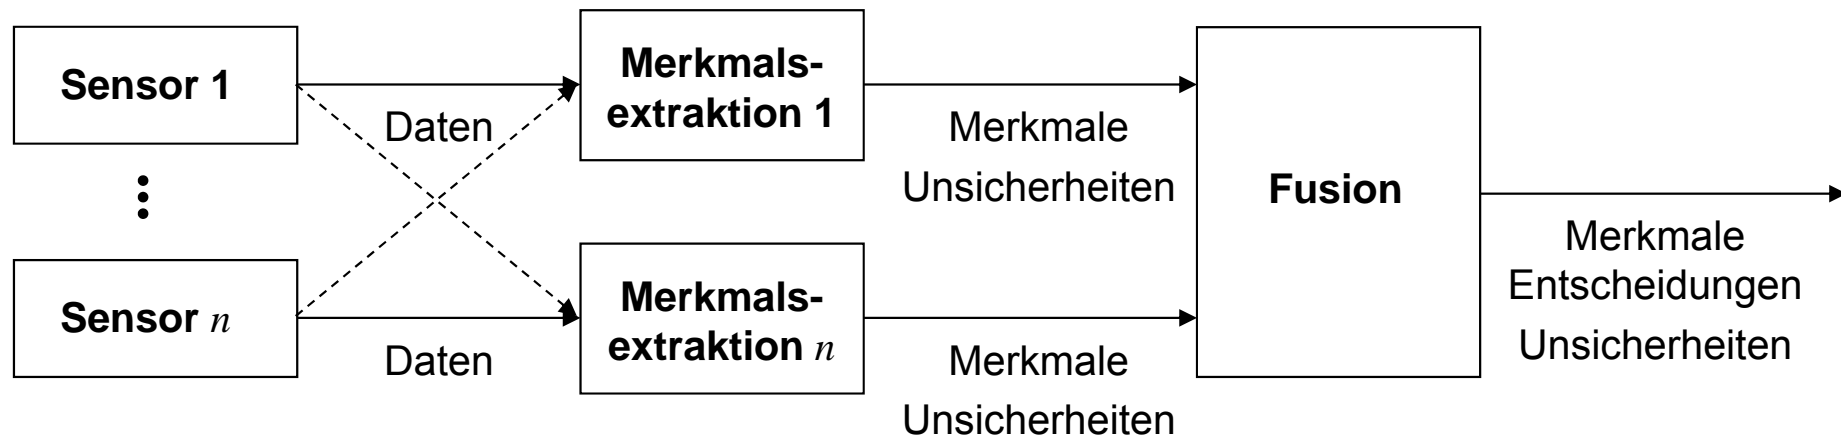 Sensor 1
Daten
Merkmals-
extraktion 1
Merkmale
Unsicherheiten
Sensor n
Daten
Merkmals-
extraktion n
Merkmale
Unsicherheiten
Fusion
Merkmale
Entscheidungen
Unsicherheiten